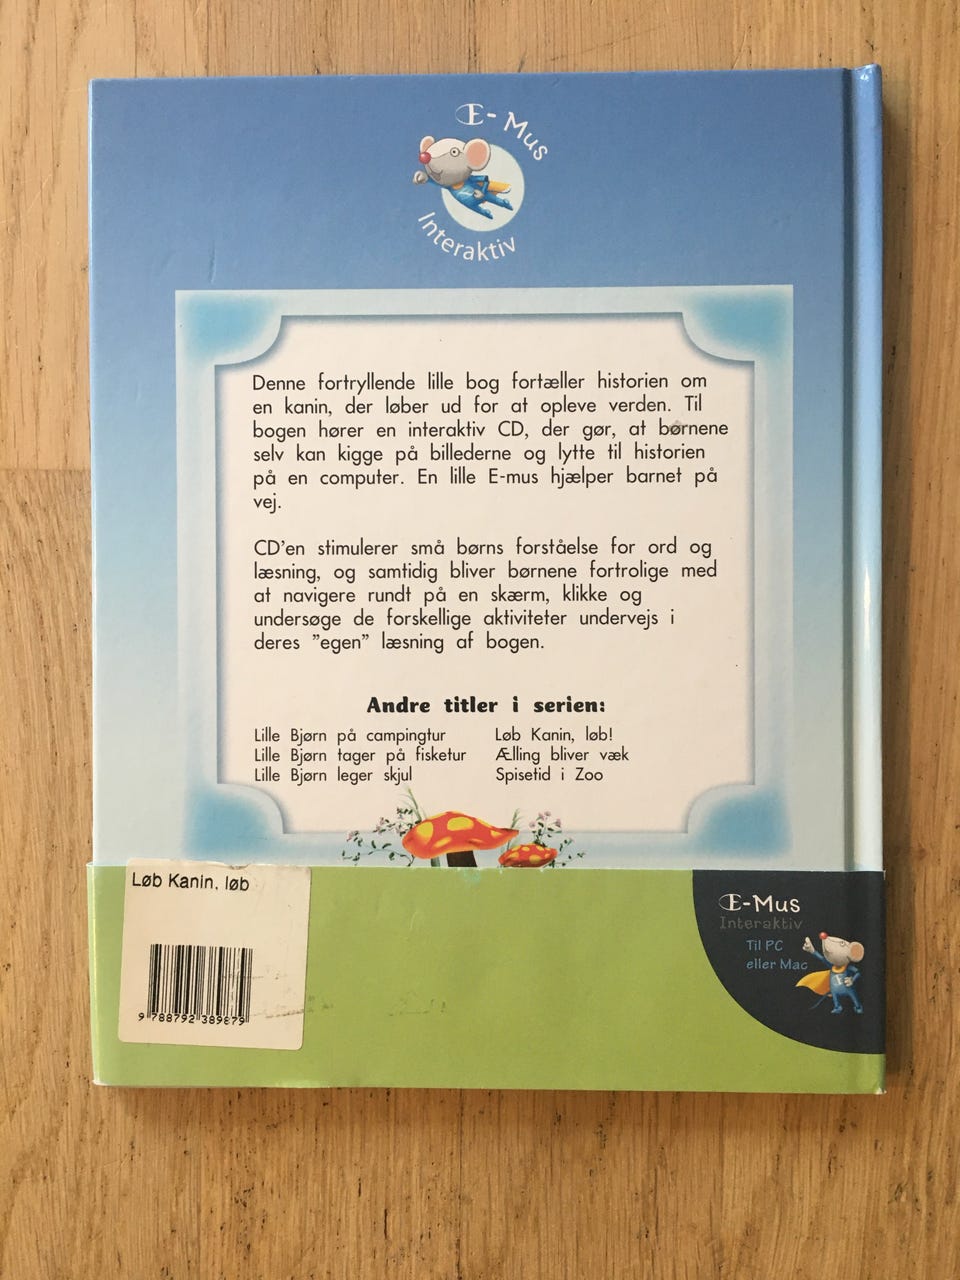 E-Mus
Interaktiv
Denne fortryllende lille bog fortæller historien om
en kanin, der løber ud for at opleve verden. Til
bogen hører en interaktiv CD, der gør, at børnene
selv kan kigge på billederne og lytte til historien
på en computer. En lille E-mus hjælper barnet på
vej.
CD'en stimulerer små børns forståelse for ord og
læsning, og samtidig bliver børnene fortrolige med
at navigere rundt på en skærm, klikke og
undersøge de forskellige aktiviteter undervejs i
deres ”egen” læsning af bogen.
Andre titler i serien:
Lille Bjørn på campingtur
Lille Bjørn tager på fisketur
Lille Bjørn leger skjul
Løb Kanin, løb!
Ælling bliver væk
Spisetid i Zoo
Løb Kanin, løb
9 788792 389879
E-Mus
Interaktiv
Til PC
eller Mac